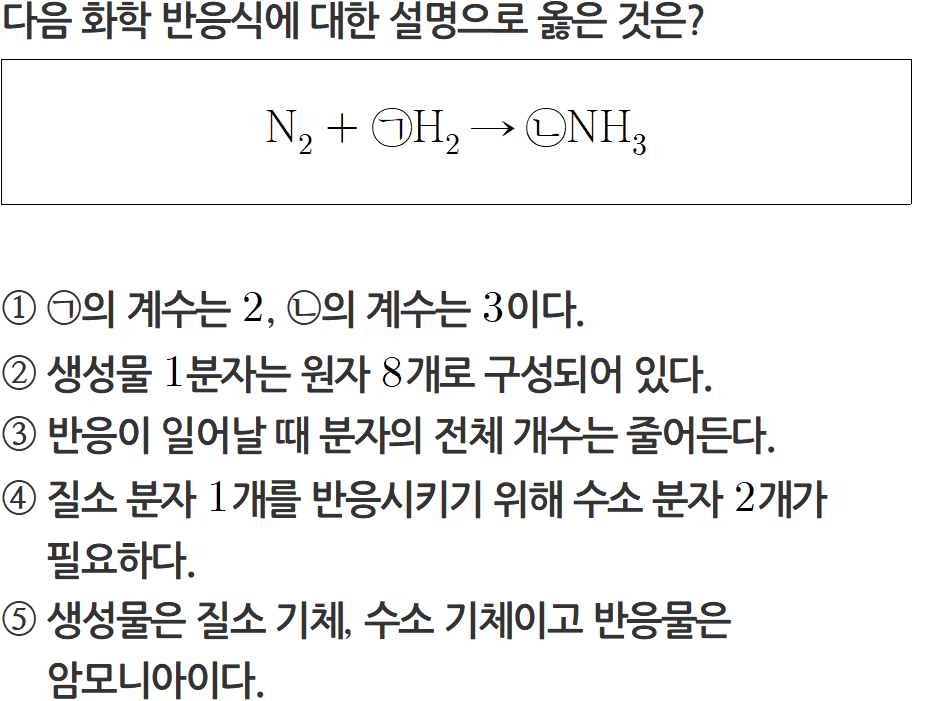 다음 화학 반응식에 대한 설명으로 옳은 것은?
N₂ + ㉠H₂ → ㉡NH₃
① ㉠의 계수는 2, ㉡의 계수는 3이다.
② 생성물 1분자는 원자 8개로 구성되어 있다.
③ 반응이 일어날 때 분자의 전체 개수는 줄어든다.
④ 질소 분자 1개를 반응시키기 위해 수소 분자 2개가
필요하다.
⑤ 생성물은 질소 기체, 수소 기체이고 반응물은
암모니아이다.